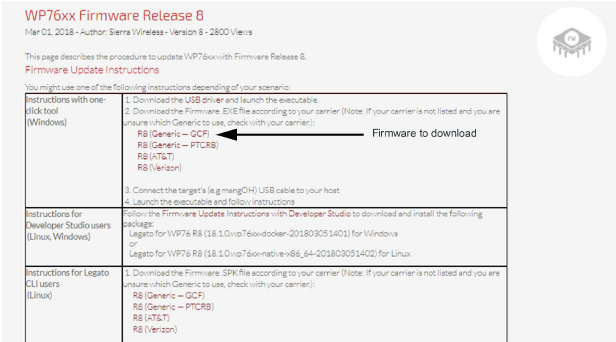 WP76xx Firmware Release 8
Mar 01, 2018 - Author: Sierra Wireless - Version 8 - 2800 Views
FW
This page describes the procedure to update WP76xx with Firmware Release 8.
Firmware Update Instructions
You might use one of the following instructions depending of your scenario:
Instructions with one-
click tool
(Windows)
1. Download the USB driver and launch the executable.
2. Download the Firmware .EXE file according to your carrier (Note: If your carrier is not listed and you are
unsure which Generic to use, check with your carrier.):
R8 (Generic – GCF)
Firmware to download
R8 (Generic – PTCRB)
R8 (AT&T)
R8 (Verizon)
3. Connect the target's (e.g mangOH) USB cable to your host
4. Launch the executable and follow instructions
Instructions for
Developer Studio users
(Linux, Windows)
Follow the Firmware Update Instructions with Developer Studio to download and install the following
package:
Legato for WP76 R8 (18.1.0.wp76xx-docker-201803051401) for Windows
or
Legato for WP76 R8 (18.1.0.wp76xx-native-x86_64-201803051402) for Linux
Instructions for Legato
CLI users
(Linux)
1. Download the Firmware .SPK file according to your carrier (Note: If your carrier is not listed and you are
unsure which Generic to use, check with your carrier.):
R8 (Generic – GCF)
R8 (Generic – PTCRB)
R8 (AT&T)
R8 (Verizon)